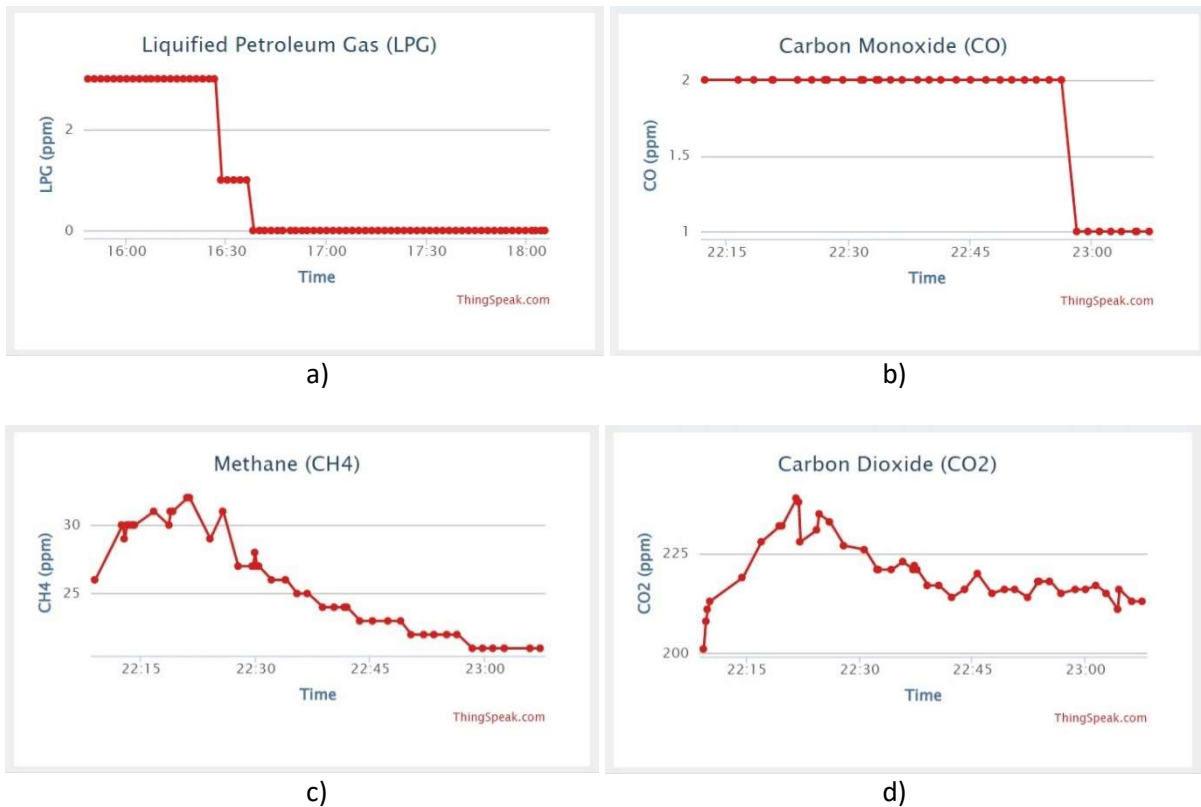 Liquified Petroleum Gas (LPG)
LPG (ppm)
2
0
16:00 16:30 17:00 17:30 18:00
Time
ThingSpeak.com
a)
Carbon Monoxide (CO)
CO (ppm)
2
1.5
1
22:15 22:30 22:45 23:00
Time
ThingSpeak.com
b)
Methane (CH4)
CH4 (ppm)
30
25
22:15 22:30 22:45 23:00
Time
ThingSpeak.com
c)
Carbon Dioxide (CO2)
CO2 (ppm)
225
200
22:15 22:30 22:45 23:00
Time
ThingSpeak.com
d)